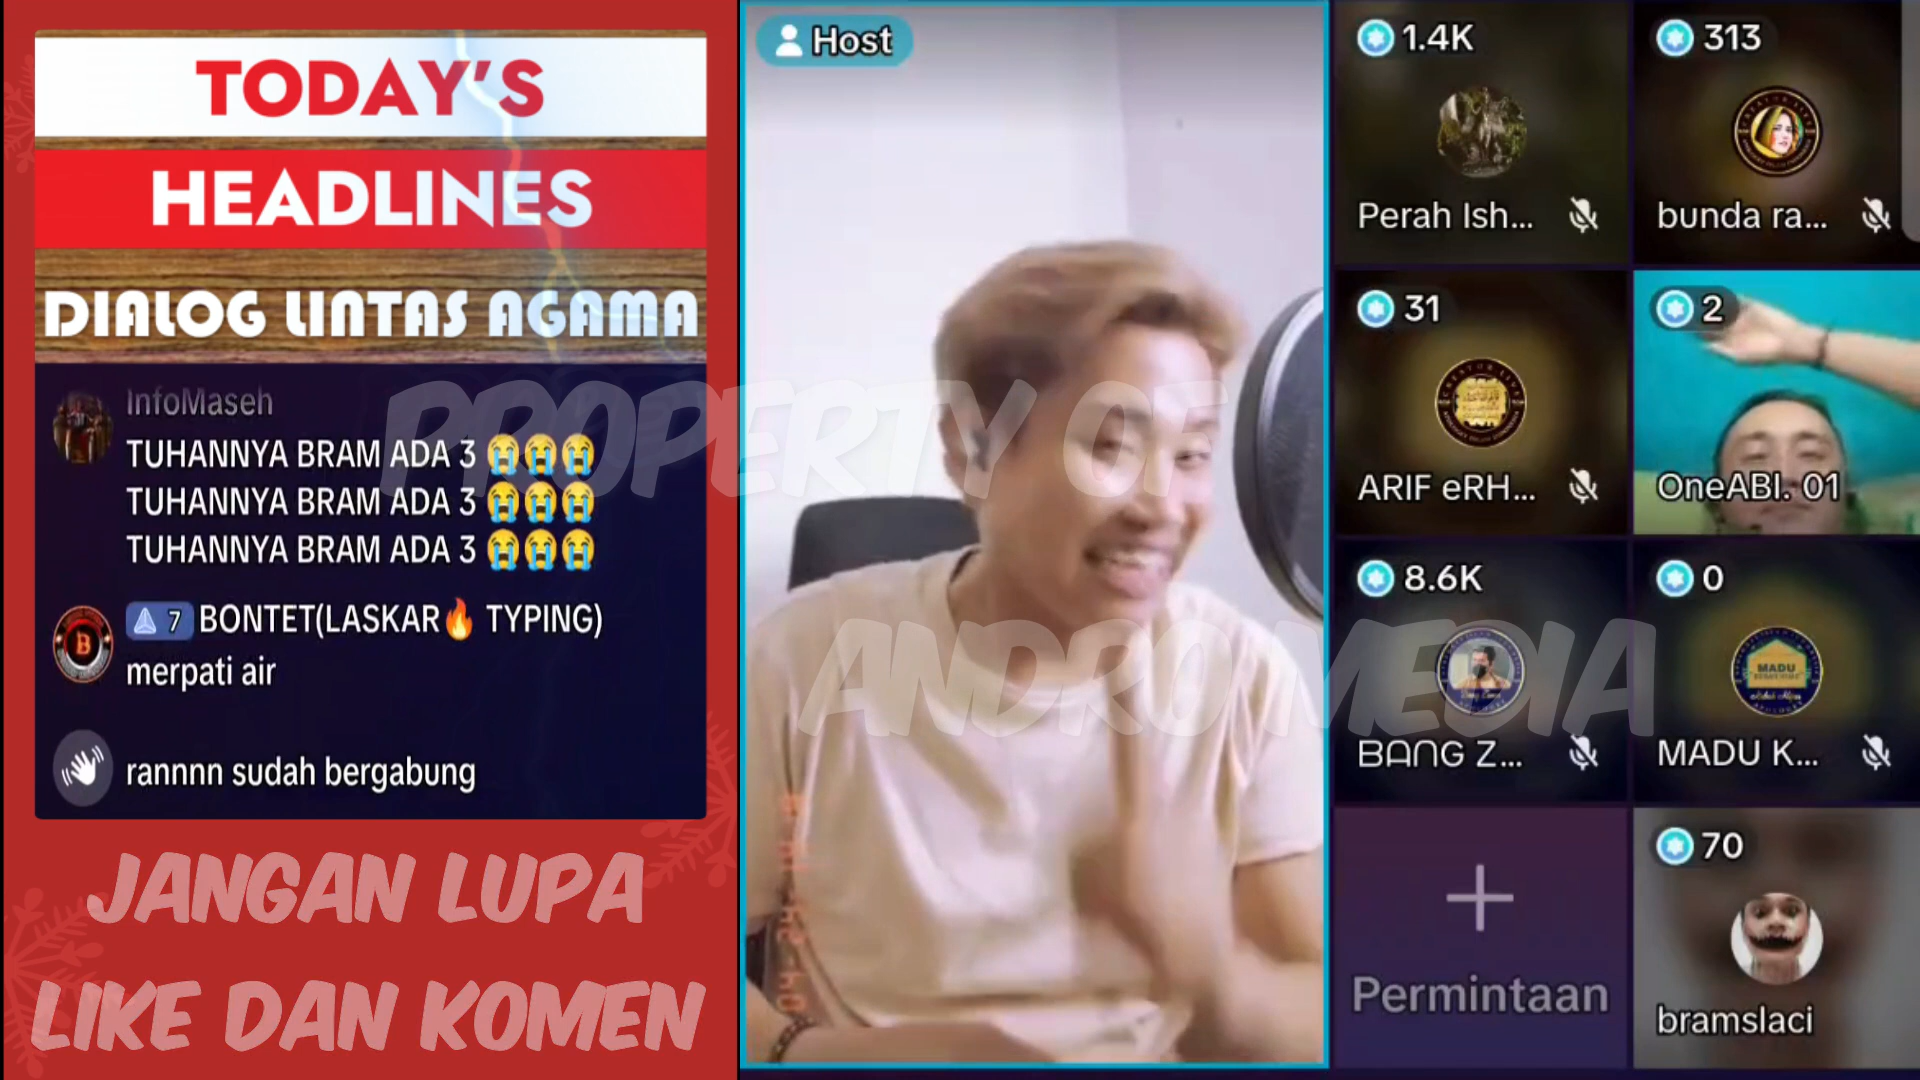 TODAY'S
HEADLINES
DIALOG LINTAS AGAMA
InfoMaseh
TUHANNYA BRAM ADA 3 😭😭😭
TUHANNYA BRAM ADA 3 😭😭😭
TUHANNYA BRAM ADA 3 😭😭😭
7 BONTET(LASKAR🔥 TYPING)
merpati air
rannnn sudah bergabung
JANGAN LUPA
LIKE DAN KOMEN
Host
PROPERTY OF
ANDRO MEDIA
1.4K
Perah Ish...
313
bunda ra...
31
ARIF eRH...
2
OneABI. 01
8.6K
BANG Z...
0
MADU
MADU K...
Permintaan
70
bramslaci